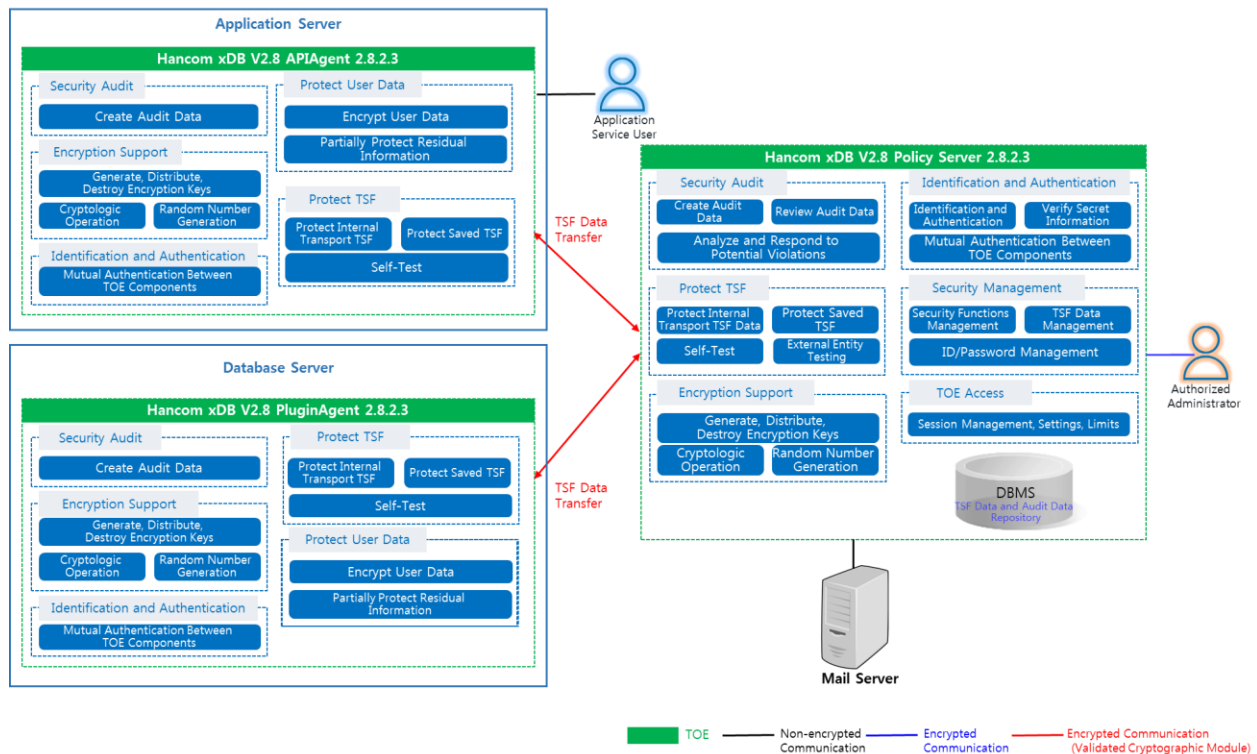 Application Server
Hancom xDB V2.8 APIAgent 2.8.2.3
Security Audit
Create Audit Data
Encryption Support
Generate, Distribute,
Destroy Encryption Keys
Cryptologic
Operation
Random Number
Generation
Identification and Authentication
Mutual Authentication Between
TOE Components
Protect User Data
Encrypt User Data
Partially Protect Residual
Information
Protect TSF
Protect Internal
Transport TSF
Protect Saved TSF
Self-Test
Application
Service User
TSF Data
Transfer
Database Server
Hancom xDB V2.8 PluginAgent 2.8.2.3
Security Audit
Create Audit Data
Encryption Support
Generate, Distribute,
Destroy Encryption Keys
Cryptologic
Operation
Random Number
Generation
Identification and Authentication
Mutual Authentication Between
TOE Components
Protect TSF
Protect Internal
Transport TSF
Protect Saved TSF
Self-Test
Protect User Data
Encrypt User Data
Partially Protect Residual
Information
TSF Data
Transfer
Hancom xDB V2.8 Policy Server 2.8.2.3
Security Audit
Create Audit
Data
Review Audit Data
Analyze and Respond to
Potential Violations
Protect TSF
Protect Internal
Transport TSF Data
Protect Saved
TSF
Self-Test
External Entity
Testing
Encryption Support
Generate, Distribute,
Destroy Encryption Keys
Cryptologic
Operation
Random Number
Generation
Identification and Authentication
Identification and
Authentication
Verify Secret
Information
Mutual Authentication Between
TOE Components
Security Management
Security Functions
Management
TSF Data
Management
ID/Password Management
TOE Access
Session Management, Settings, Limits
DBMS
TSF Data and Audit Data
Repository
Authorized
Administrator
Mail Server
TOE
Non-encrypted
Communication
Encrypted
Communication
Encrypted Communication
(Validated Cryptographic Module)